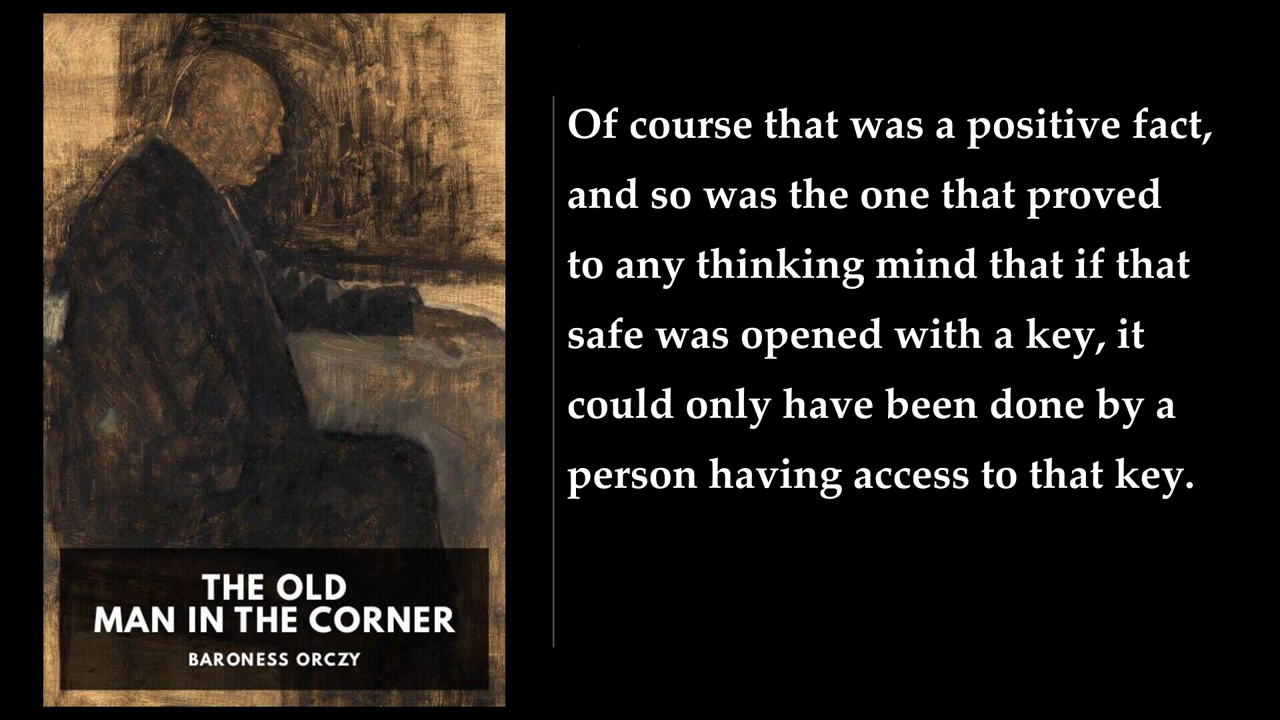 Of course that was a positive fact,
and so was the one that proved
to any thinking mind that if that
safe was opened with a key, it
could only have been done by a
person having access to that key.
THE OLD
MAN IN THE CORNER
BARONESS ORCZY